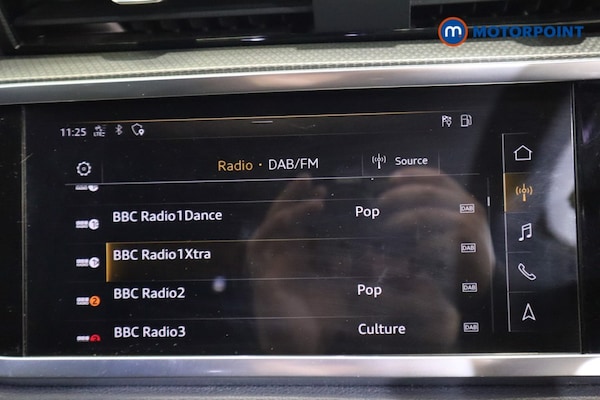 MOTORPOINT
11:25
Radio · DAB/FM Source
BBC Radio1Dance Pop DAB
BBC Radio1Xtra DAB
BBC Radio2 Pop DAB
BBC Radio3 Culture DAB